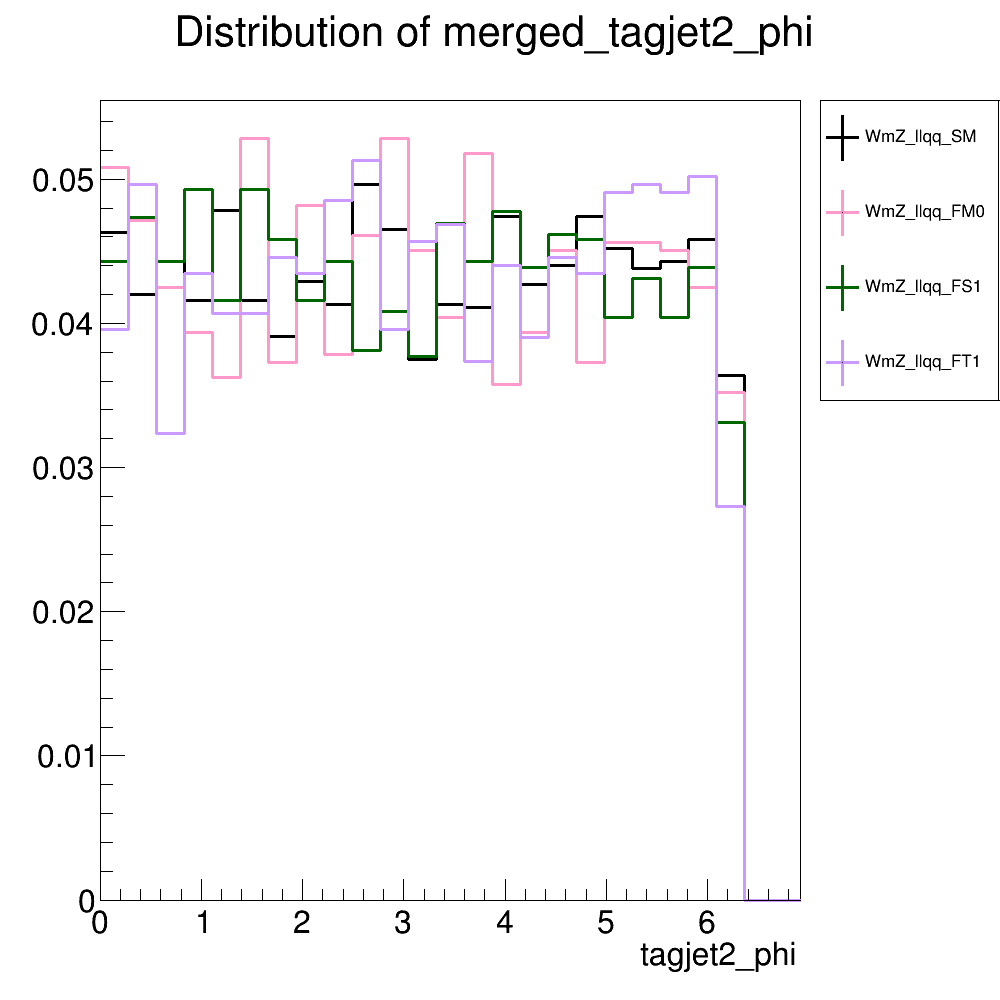 Distribution of merged_tagjet2_phi
WmZ_llqq_SM
WmZ_llqq_FM0
WmZ_llqq_FS1
WmZ_llqq_FT1
0.05
0.04
0.03
0.02
0.01
0
0 1 2 3 4 5 6
tagjet2_phi